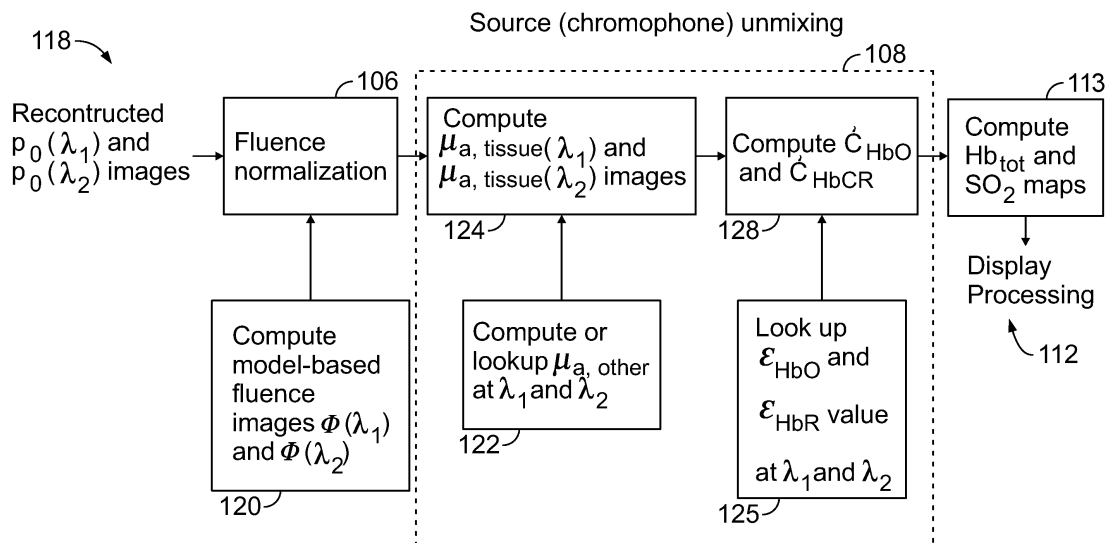 Source (chromophone) unmixing
118
108
106
113
Reconstructed
p0(λ1) and
p0(λ2) images
Fluence
normalization
Compute
μa, tissue(λ1) and
μa, tissue(λ2) images
Compute ĊHbO
and ĊHbCR
Compute
Hbtot and
SO2 maps
124
128
Display
Processing
112
Compute
model-based
fluence
images Φ(λ1)
and Φ(λ2)
120
Compute or
lookup μa, other
at λ1 and λ2
122
Look up
εHbO and
εHbR value
at λ1 and λ2
125